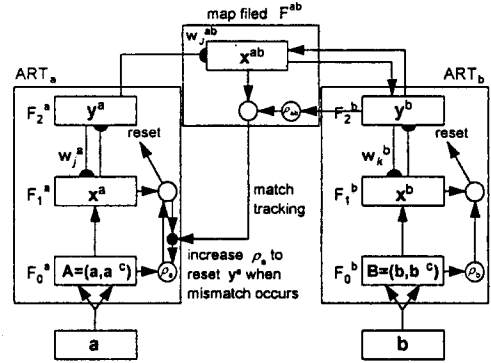 map filed F^ab
w_j^ab
x^ab
ART_a
ART_b
F_2^a
y^a
ρ_ab
F_2^b
y^b
reset
reset
w_j^a
w_k^b
F_1^a
x^a
match
tracking
F_1^b
x^b
increase ρ_a to
reset y^a when
mismatch occurs
F_0^a
A=(a,a^c)
ρ_a
F_0^b
B=(b,b^c)
ρ_b
a
b